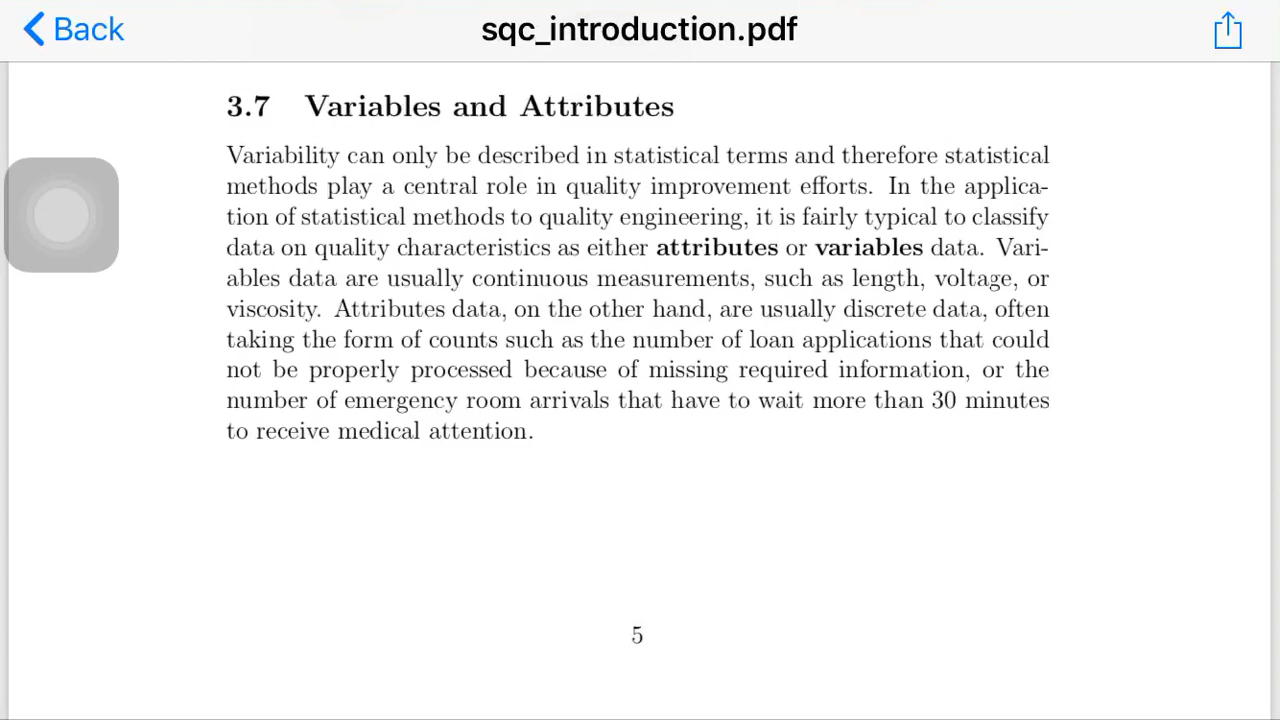 Back
sqc_introduction.pdf
3.7 Variables and Attributes
Variability can only be described in statistical terms and therefore statistical
methods play a central role in quality improvement efforts. In the applica-
tion of statistical methods to quality engineering, it is fairly typical to classify
data on quality characteristics as either attributes or variables data. Vari-
ables data are usually continuous measurements, such as length, voltage, or
viscosity. Attributes data, on the other hand, are usually discrete data, often
taking the form of counts such as the number of loan applications that could
not be properly processed because of missing required information, or the
number of emergency room arrivals that have to wait more than 30 minutes
to receive medical attention.
5